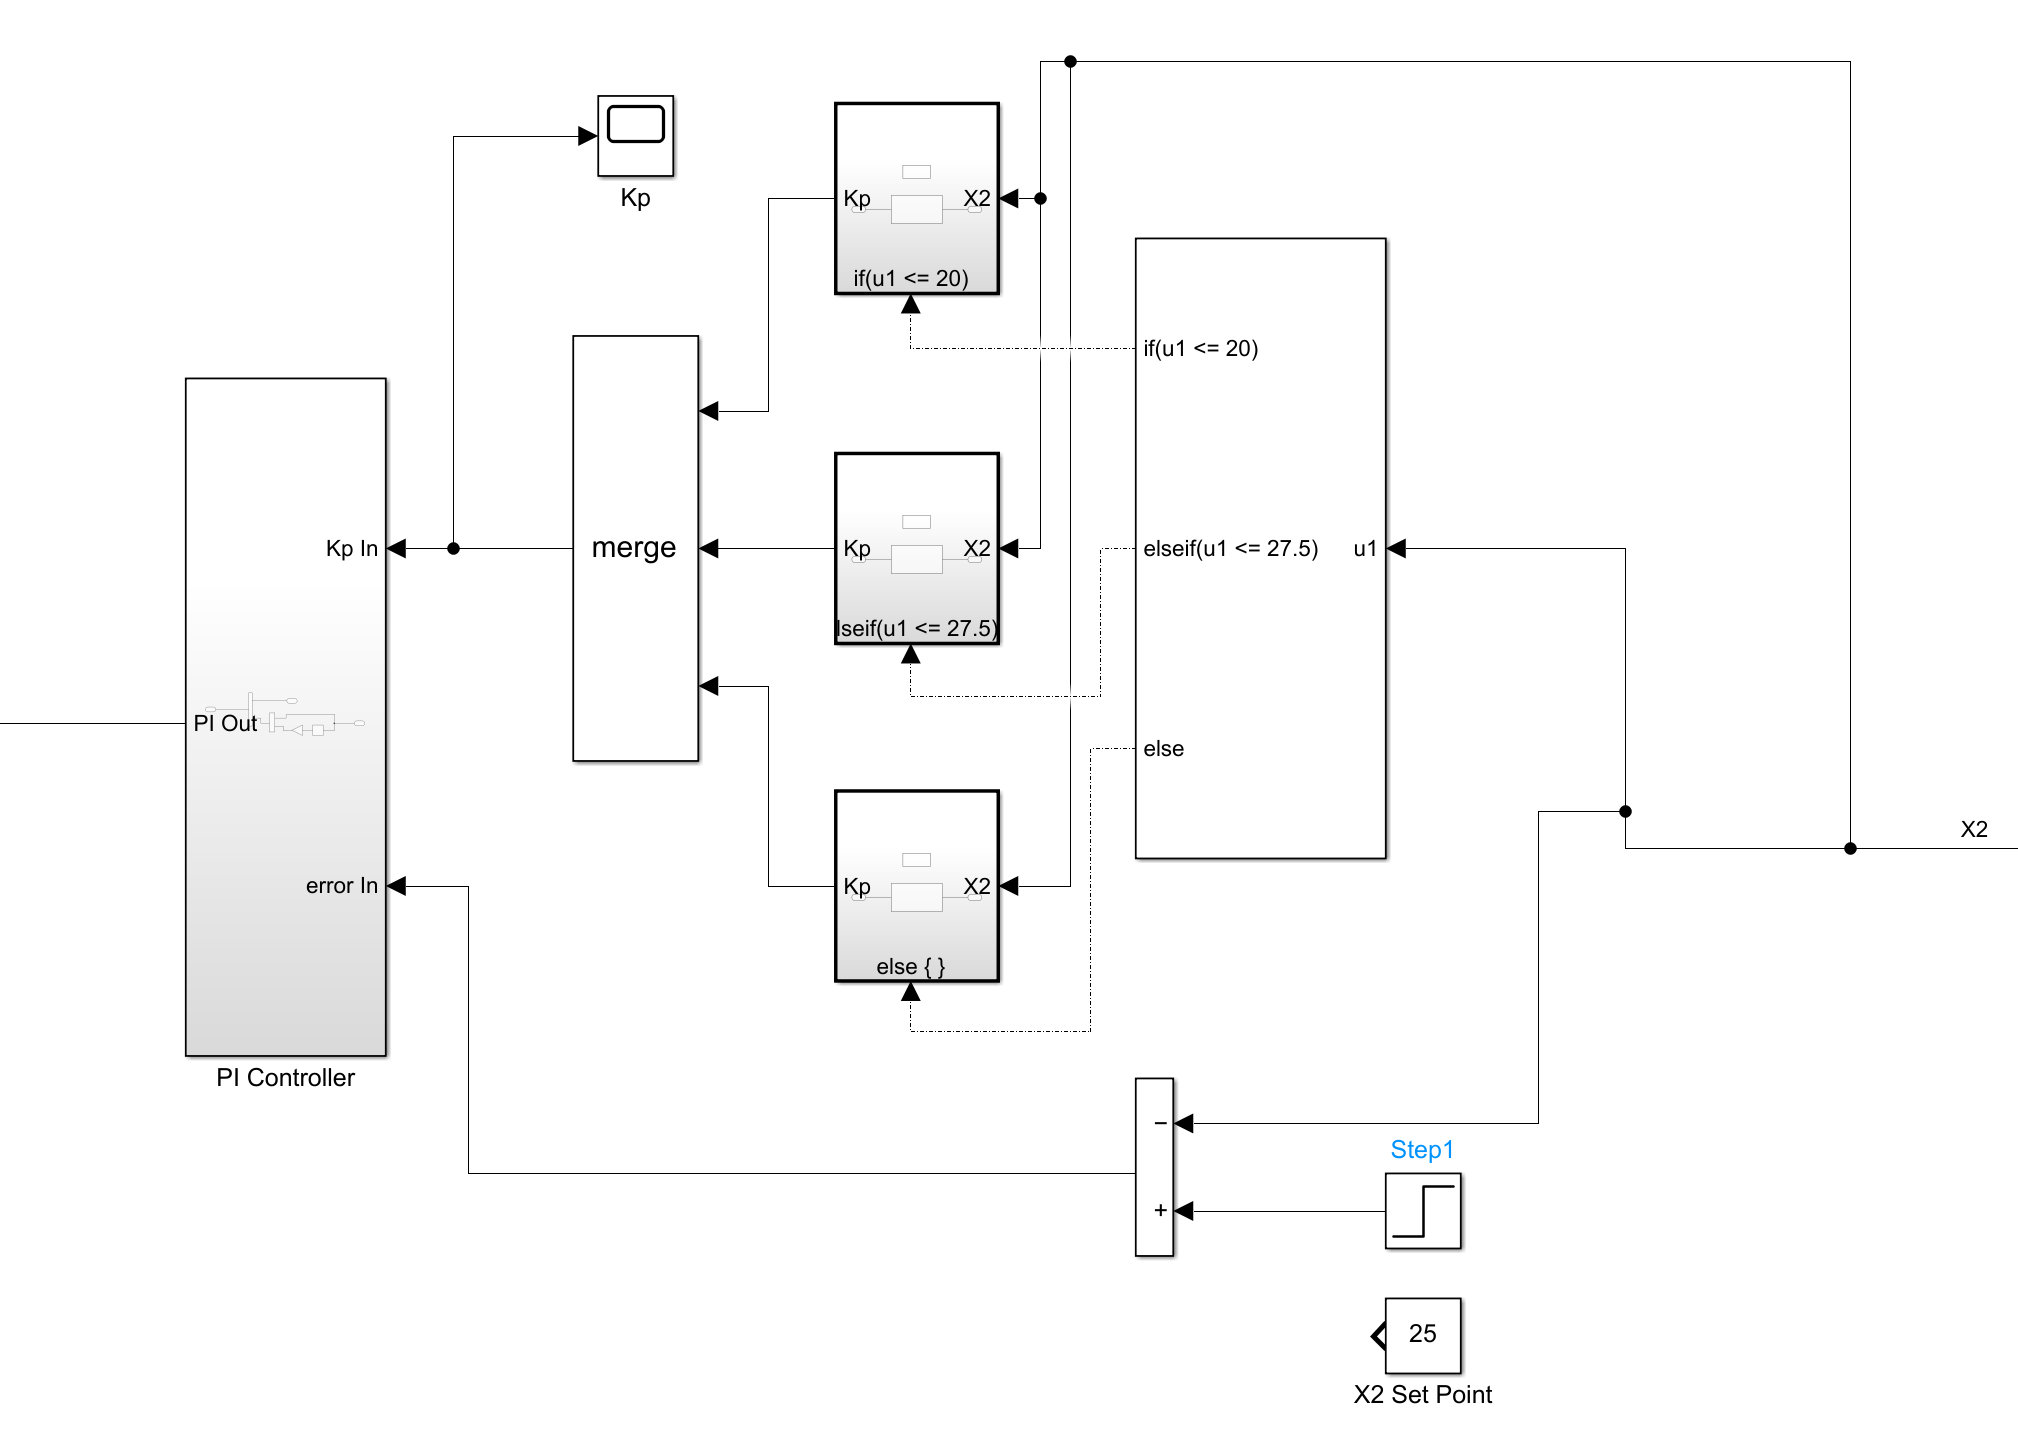 Kp
Kp X2
if(u1 <= 20)
if(u1 <= 20)
Kp In
merge
Kp X2
elseif(u1 <= 27.5) u1
lseif(u1 <= 27.5)
PI Out
else
X2
error In
Kp X2
else { }
PI Controller
−
Step1
+
25
X2 Set Point